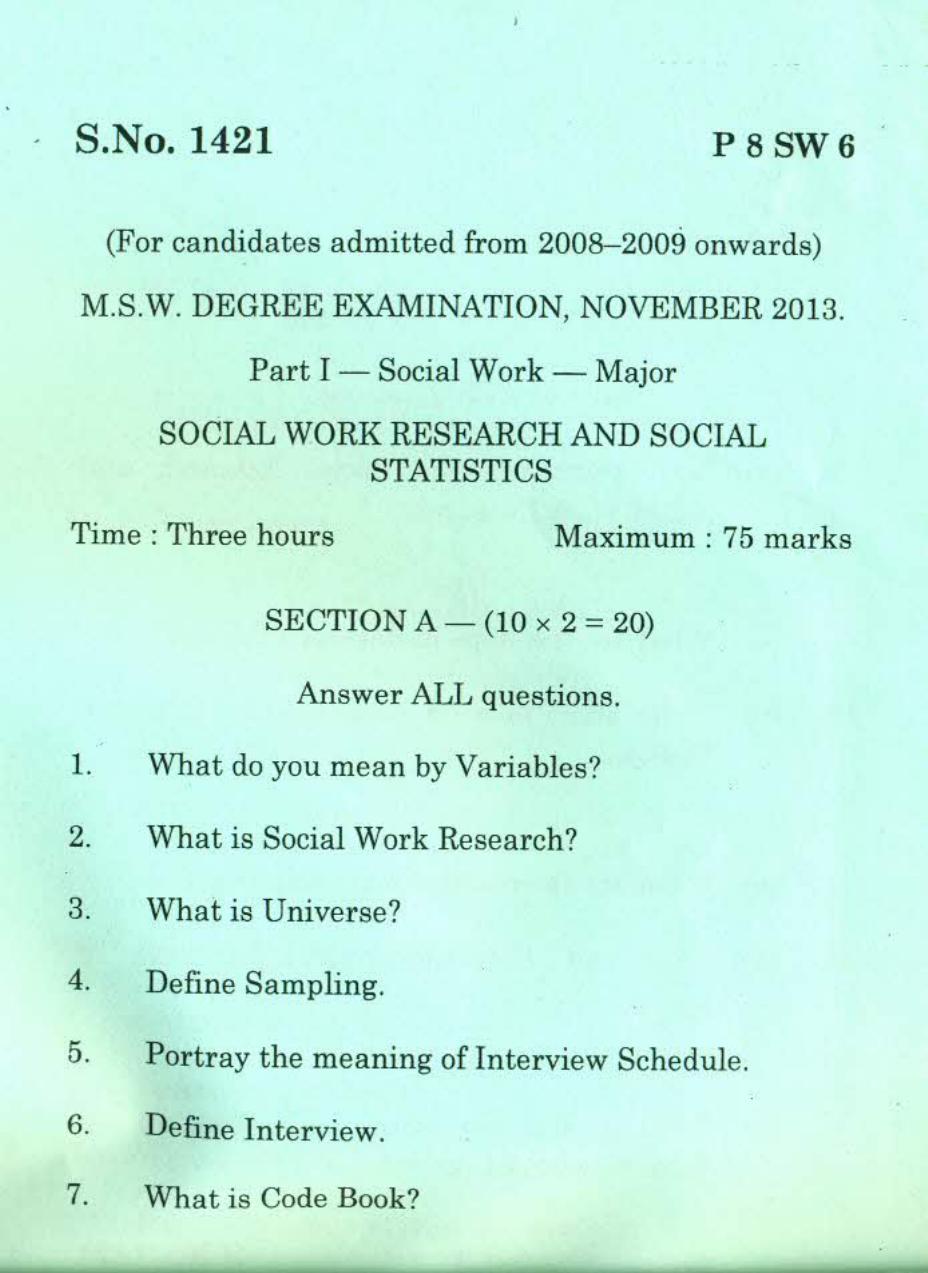 S.No. 1421 P 8 SW 6
(For candidates admitted from 2008–2009 onwards)
M.S.W. DEGREE EXAMINATION, NOVEMBER 2013.
Part I — Social Work — Major
SOCIAL WORK RESEARCH AND SOCIAL
STATISTICS
Time : Three hours Maximum : 75 marks
SECTION A — (10 × 2 = 20)
Answer ALL questions.
1. What do you mean by Variables?
2. What is Social Work Research?
3. What is Universe?
4. Define Sampling.
5. Portray the meaning of Interview Schedule.
6. Define Interview.
7. What is Code Book?